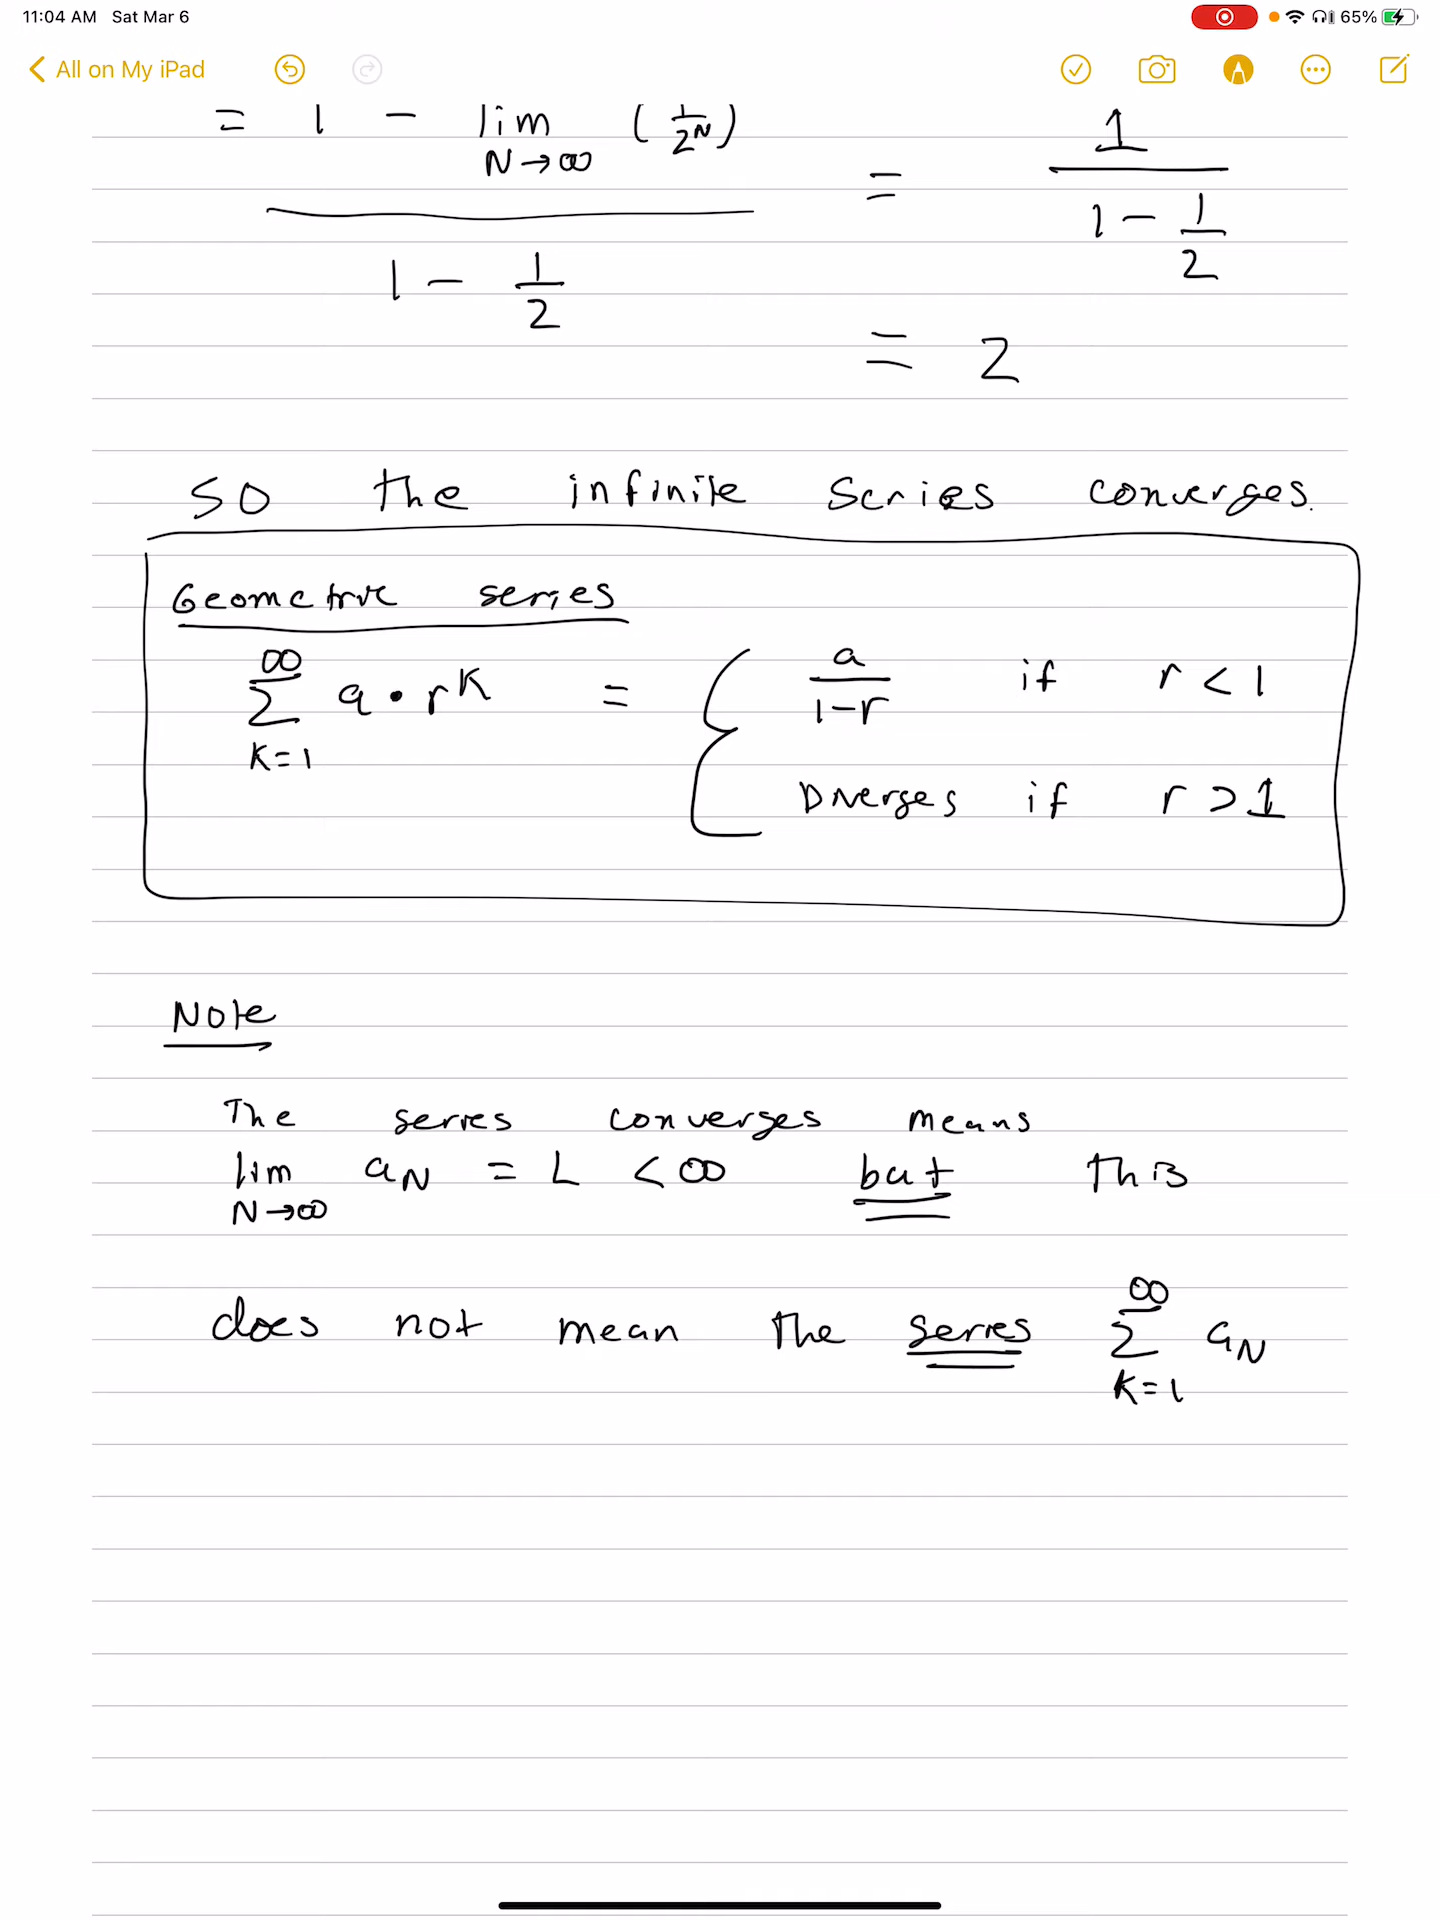 11:04 AM Sat Mar 6 65%
All on My iPad
= 1 - lim N→∞ (1/2^N) / 1 - 1/2 = 1 / 1 - 1/2
= 2
SO the infinite series converges.
Geometric series
∞ Σ K=1 a • r^K = { a / 1-r if r < 1
Diverges if r > 1
Note
The series converges means
lim N→∞ a_N = L < ∞ but this
does not mean the series ∞ Σ K=1 a_N